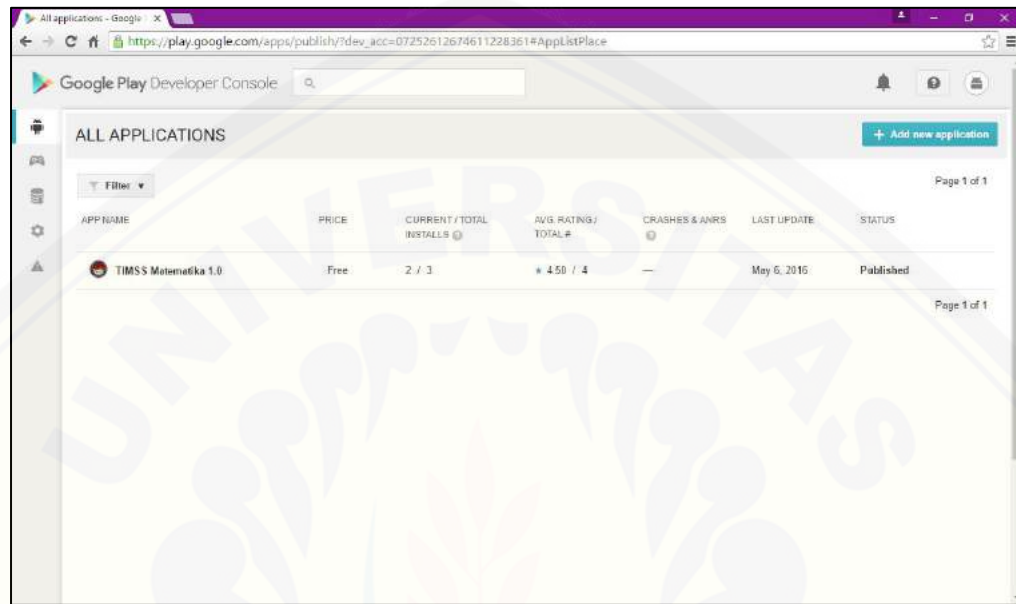 All applications - Google
https://play.google.com/apps/publish/?dev_acc=07252612674611228361#AppListPlace
Google Play Developer Console
ALL APPLICATIONS
+ Add new application
Filter
Page 1 of 1
APP NAME PRICE CURRENT / TOTAL INSTALLS AVG. RATING / TOTAL # CRASHES & ANRS LAST UPDATE STATUS
TIMSS Matematika 1.0 Free 2 / 3 4.50 / 4 — May 6, 2016 Published
Page 1 of 1
UNIVERSITAS